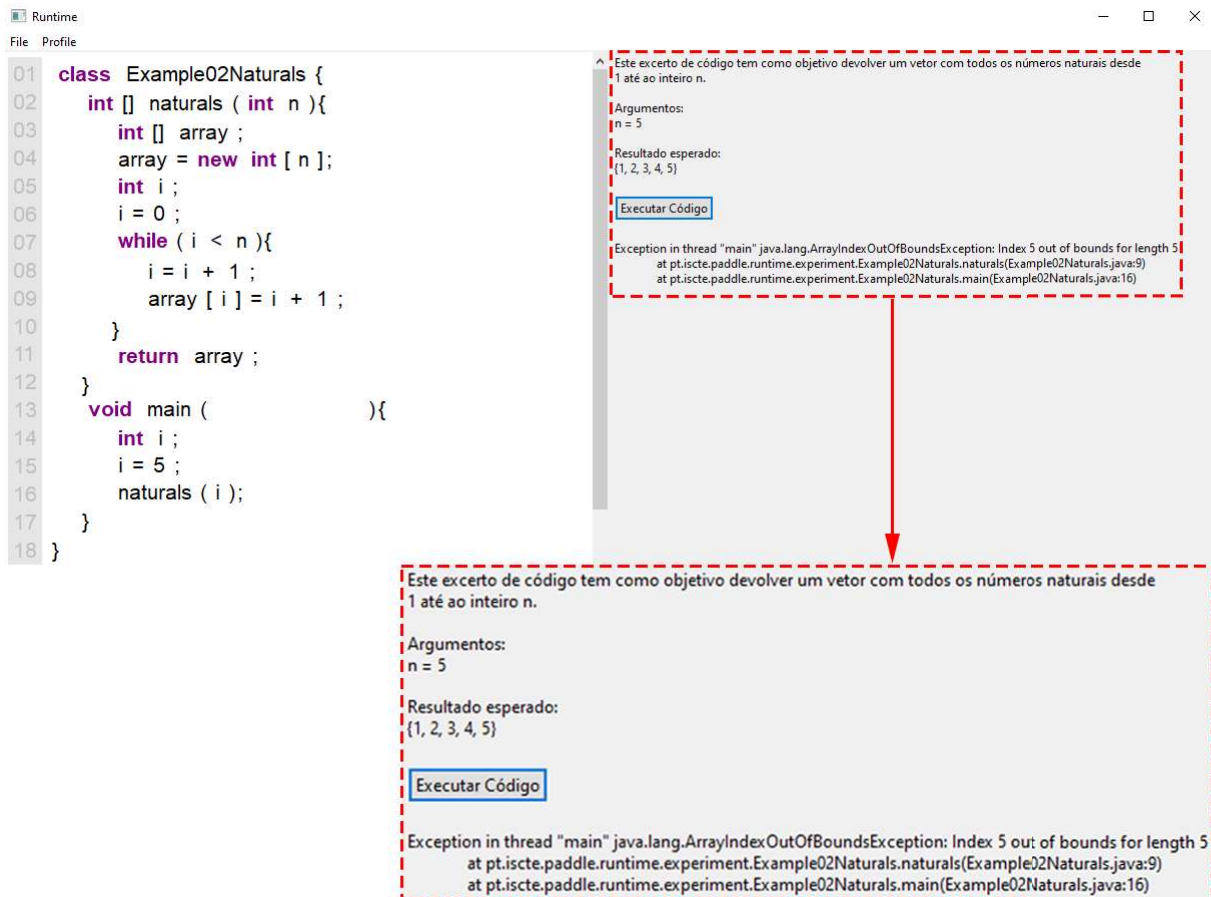 Runtime
File Profile
01 class Example02Naturals {
02 int [] naturals ( int n ){
03 int [] array ;
04 array = new int [ n ];
05 int i ;
06 i = 0 ;
07 while ( i < n ){
08 i = i + 1 ;
09 array [ i ] = i + 1 ;
10 }
11 return array ;
12 }
13 void main ( ){
14 int i ;
15 i = 5 ;
16 naturals ( i );
17 }
18 }
Este excerto de código tem como objetivo devolver um vetor com todos os números naturais desde
1 até ao inteiro n.
Argumentos:
n = 5
Resultado esperado:
{1, 2, 3, 4, 5}
Executar Código
Exception in thread "main" java.lang.ArrayIndexOutOfBoundsException: Index 5 out of bounds for length 5
at pt.iscte.paddle.runtime.experiment.Example02Naturals.naturals(Example02Naturals.java:9)
at pt.iscte.paddle.runtime.experiment.Example02Naturals.main(Example02Naturals.java:16)
Este excerto de código tem como objetivo devolver um vetor com todos os números naturais desde
1 até ao inteiro n.
Argumentos:
n = 5
Resultado esperado:
{1, 2, 3, 4, 5}
Executar Código
Exception in thread "main" java.lang.ArrayIndexOutOfBoundsException: Index 5 out of bounds for length 5
at pt.iscte.paddle.runtime.experiment.Example02Naturals.naturals(Example02Naturals.java:9)
at pt.iscte.paddle.runtime.experiment.Example02Naturals.main(Example02Naturals.java:16)